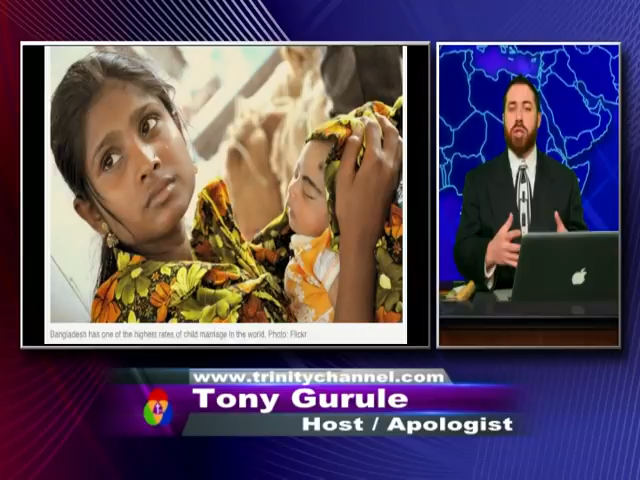 Bangladesh has one of the highest rates of child marriage in the world. Photo: Flickr
www.trinitychannel.com
Tony Gurule
Host / Apologist